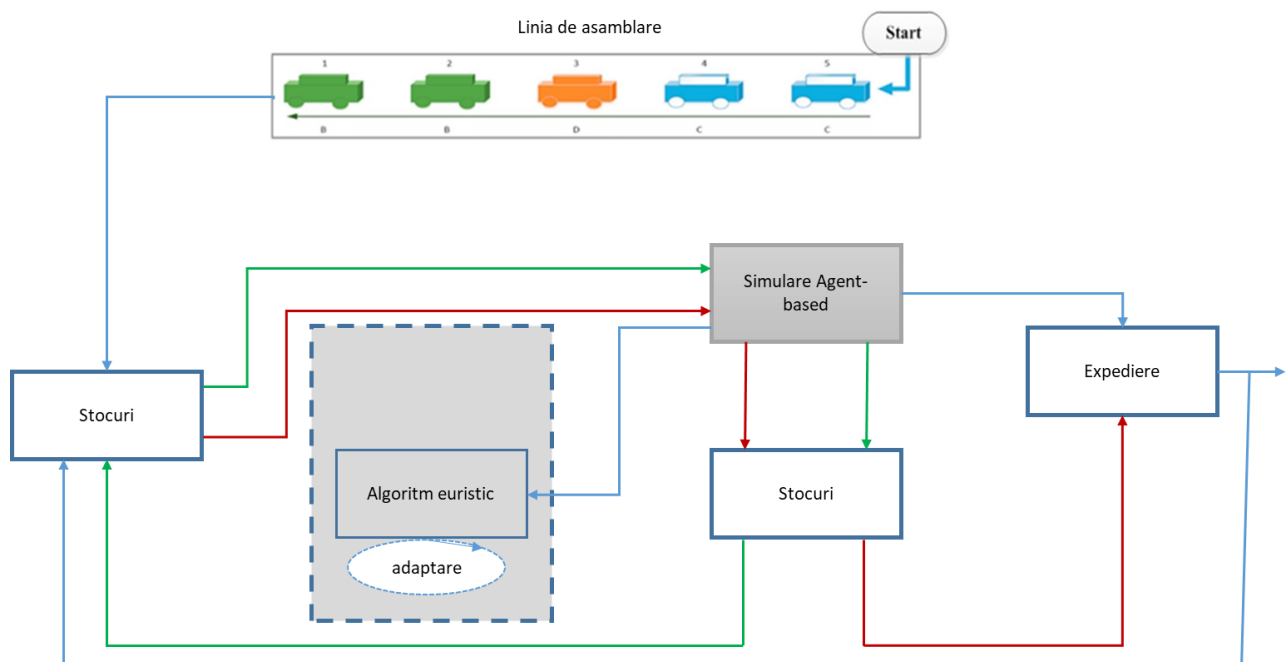 Linia de asamblare
Start
1 2 3 4 5
B B D C C
Simulare Agent-
based
Stocuri
Expediere
Algoritm euristic
Stocuri
adaptare